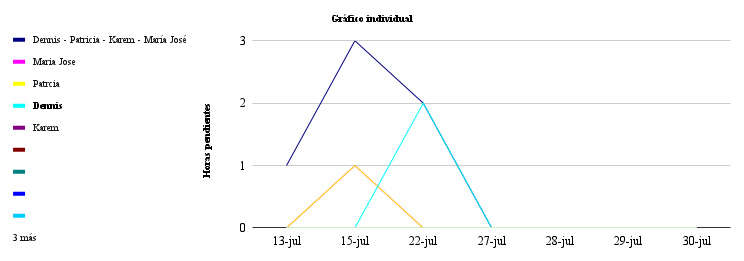 Gráfico individual
Dennis - Patricia - Karem - María José
Maria Jose
Patrcia
Dennis
Karem
3 más
Horas pendientes
3
2
1
0
13-jul 15-jul 22-jul 27-jul 28-jul 29-jul 30-jul